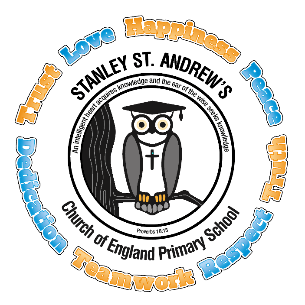 Trust Love Happiness Peace
Respect
Teamwork
Dedication
STANLEY ST. ANDREW'S
An intelligent heart acquires knowledge and the ear of the wise seeks knowledge
Proverbs 18:15
Church of England Primary School